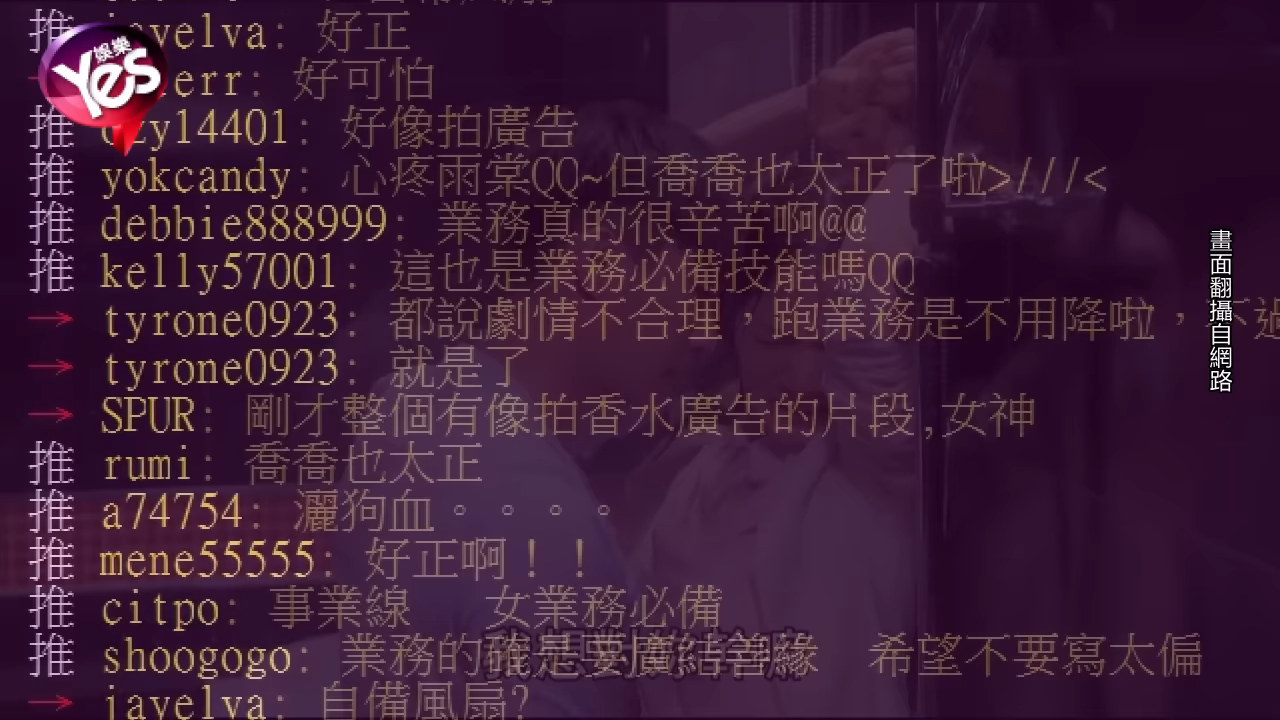 推 javelva: 好正
err: 好可怕
推 ozy14401: 好像拍廣告
推 yokcandy: 心疼雨棠QQ~但喬喬也太正了啦>///<
推 debbie888999: 業務真的很辛苦啊@@
推 kelly57001: 這也是業務必備技能嗎QQ
→ tyrone0923: 都說劇情不合理，跑業務是不用降啦，不過
→ tyrone0923: 就是了
→ SPUR: 剛才整個有像拍香水廣告的片段,女神
推 rumi: 喬喬也太正
推 a74754: 灑狗血。。。。
推 mene55555: 好正啊！！
推 citpo: 事業線　女業務必備
推 shoogogo: 業務的確是要廣結善緣　希望不要寫太偏
→ javelva: 自備風扇?
娛樂
Yes
畫面翻攝自網路